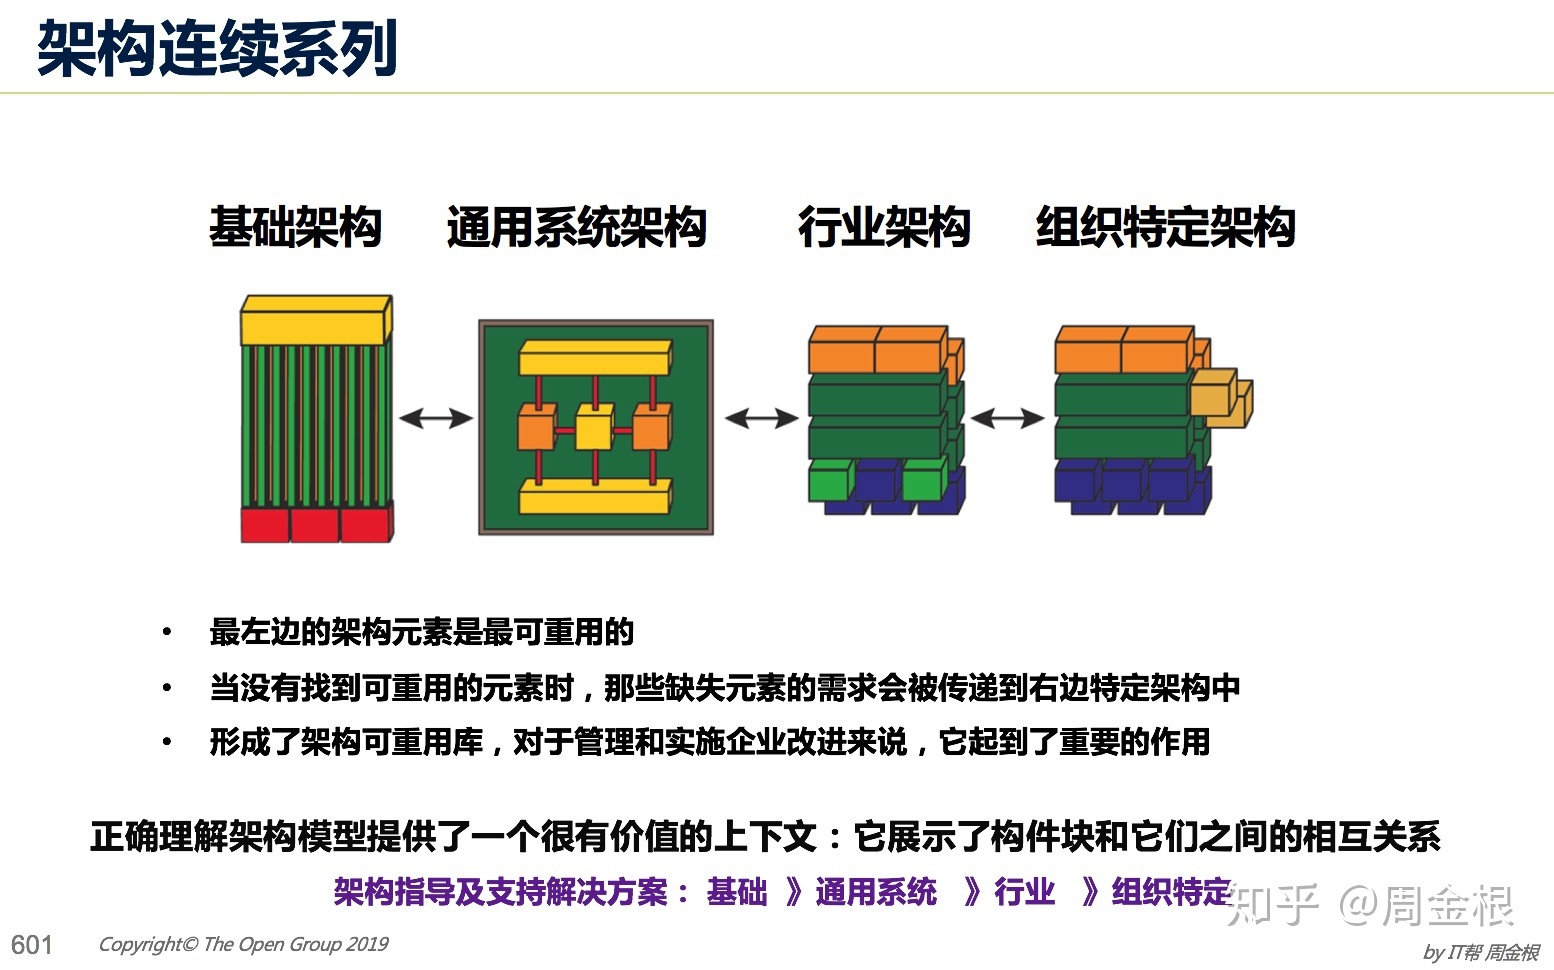 架构连续系列
基础架构 通用系统架构 行业架构 组织特定架构
• 最左边的架构元素是最可重用的
• 当没有找到可重用的元素时，那些缺失元素的需求会被传递到右边特定架构中
• 形成了架构可重用库，对于管理和实施企业改进来说，它起到了重要的作用
正确理解架构模型提供了一个很有价值的上下文：它展示了构件块和它们之间的相互关系
架构指导及支持解决方案： 基础 》通用系统 》行业 》组织特定
知乎 @周金根
601 Copyright© The Open Group 2019
by IT帮 周金根